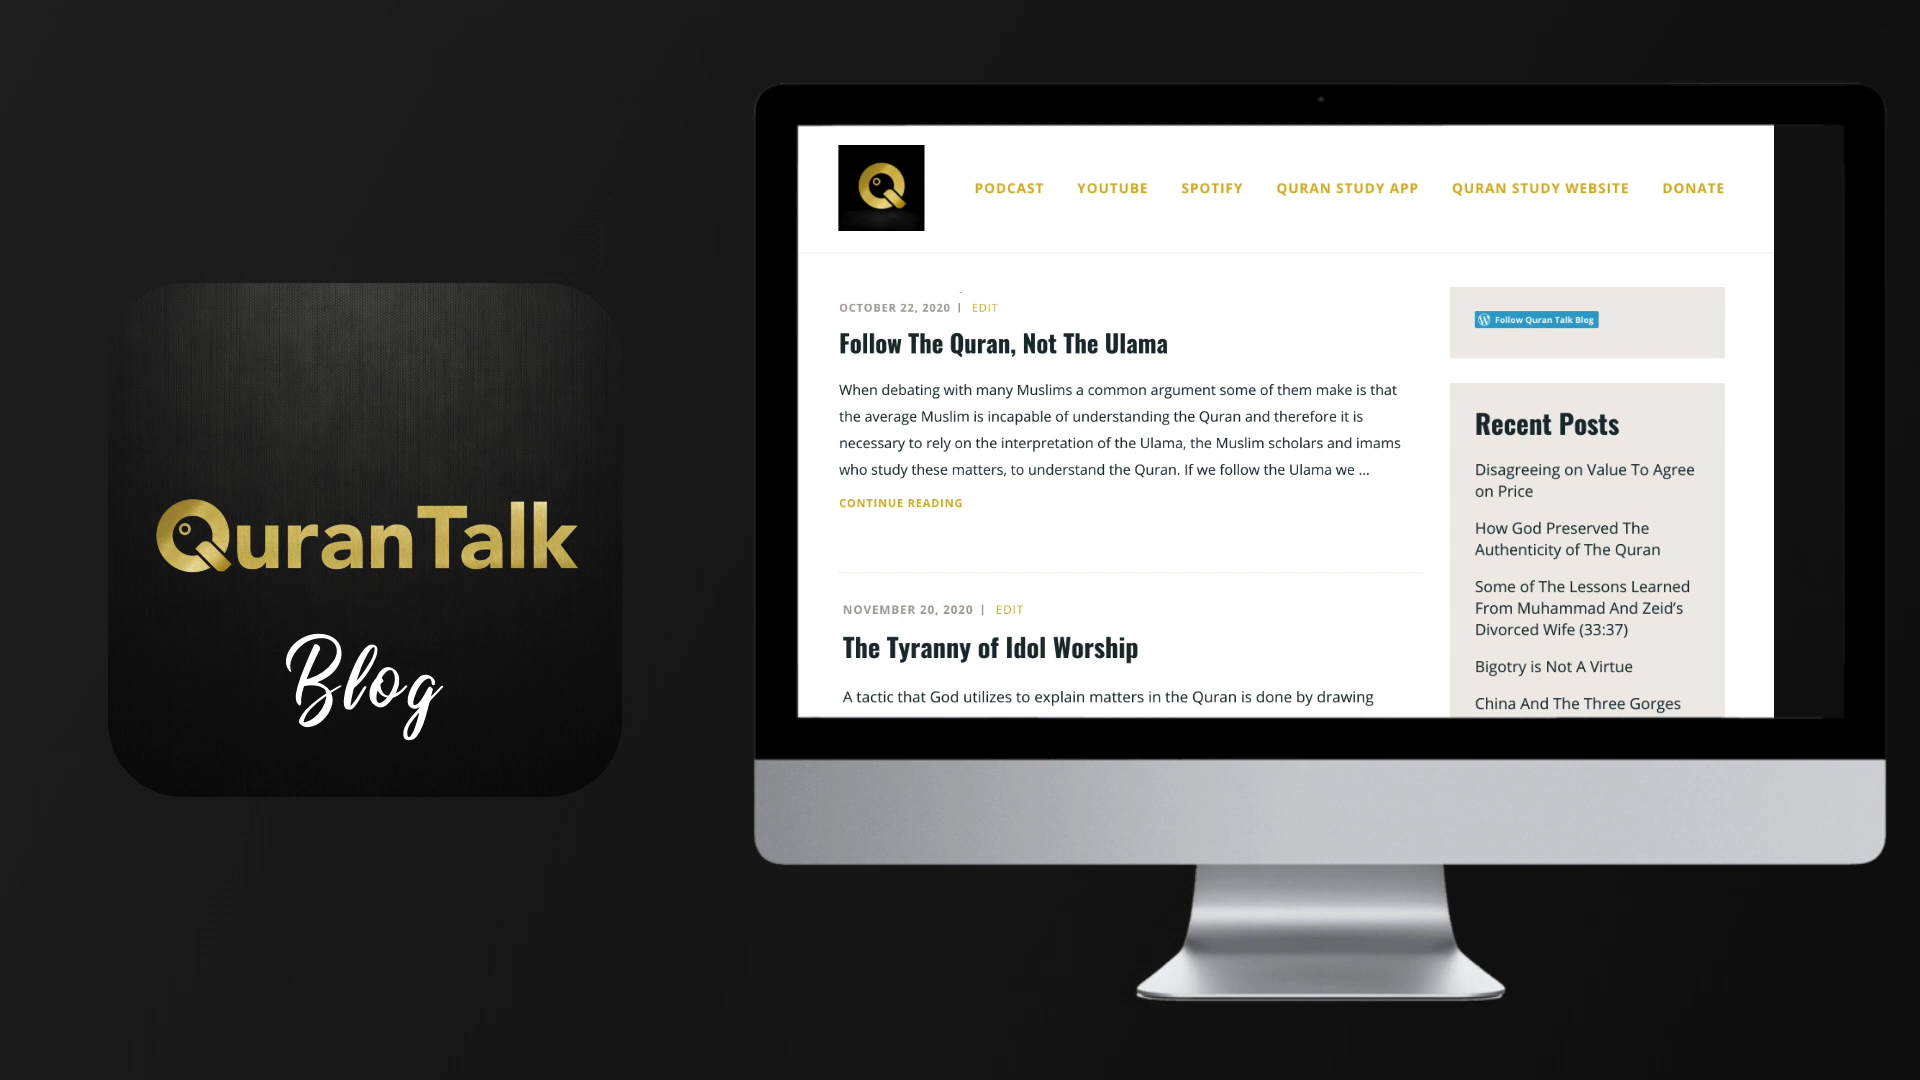 QuranTalk
Blog
PODCAST YOUTUBE SPOTIFY QURAN STUDY APP QURAN STUDY WEBSITE DONATE
OCTOBER 22, 2020 | EDIT
Follow The Quran, Not The Ulama
When debating with many Muslims a common argument some of them make is that
the average Muslim is incapable of understanding the Quran and therefore it is
necessary to rely on the interpretation of the Ulama, the Muslim scholars and imams
who study these matters, to understand the Quran. If we follow the Ulama we ...
CONTINUE READING
NOVEMBER 20, 2020 | EDIT
The Tyranny of Idol Worship
A tactic that God utilizes to explain matters in the Quran is done by drawing
Follow Quran Talk Blog
Recent Posts
Disagreeing on Value To Agree
on Price
How God Preserved The
Authenticity of The Quran
Some of The Lessons Learned
From Muhammad And Zeid’s
Divorced Wife (33:37)
Bigotry is Not A Virtue
China And The Three Gorges